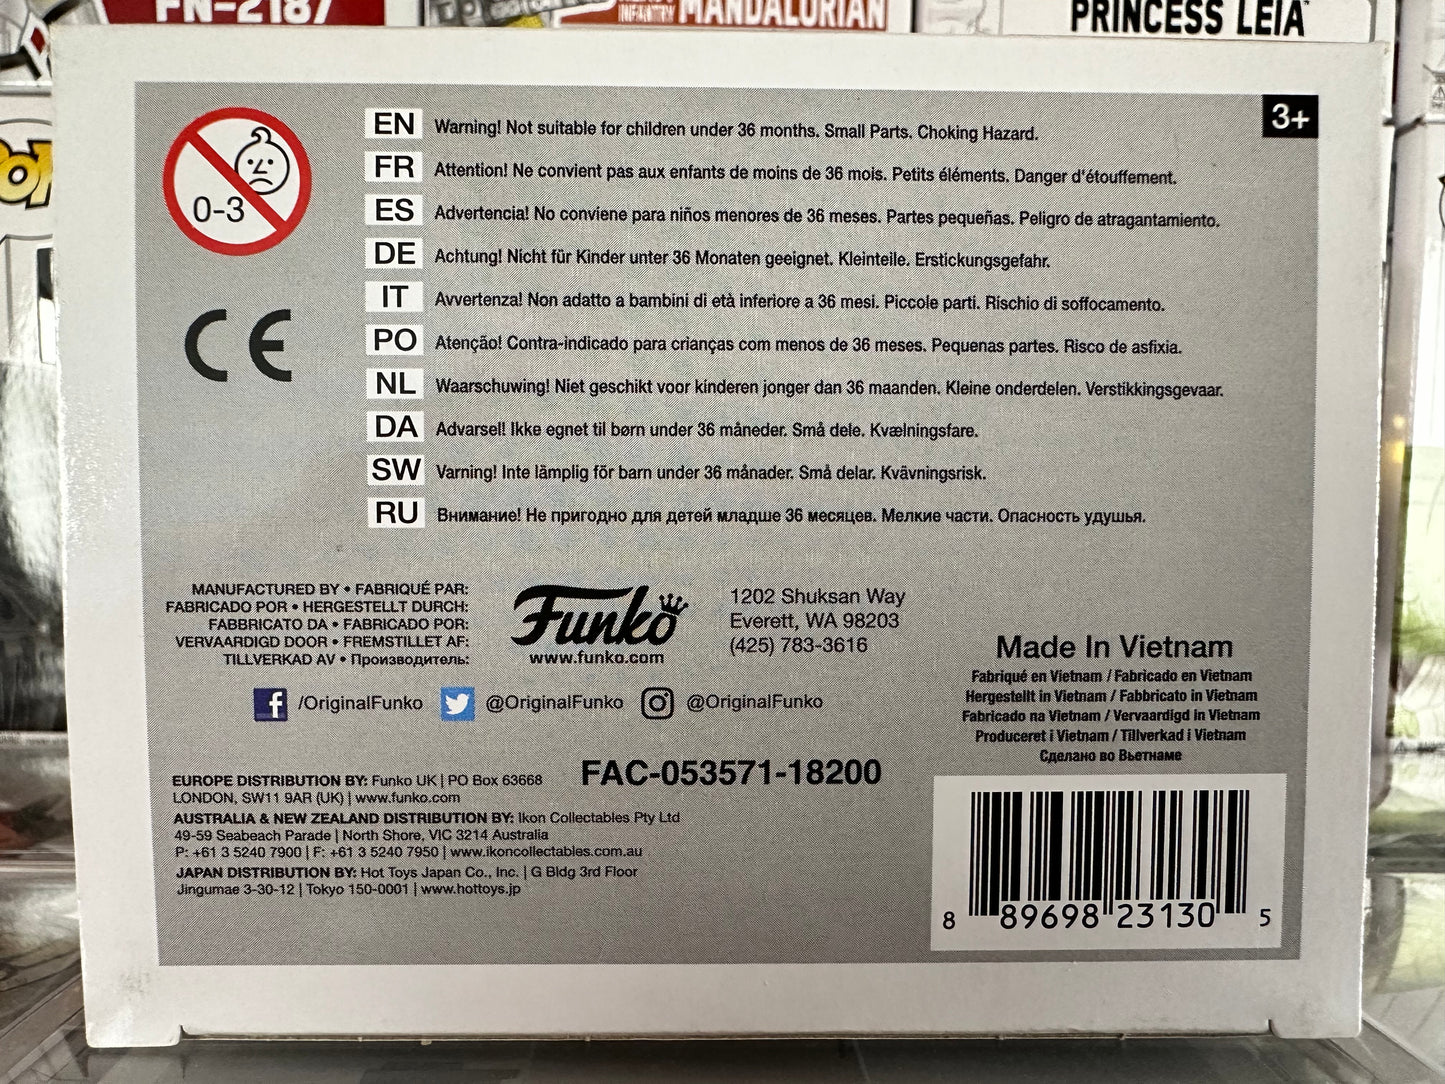 FN-2187
INFANTRY MANDALORIAN
PRINCESS LEIA™
3+
0-3
CE
EN Warning! Not suitable for children under 36 months. Small Parts. Choking Hazard.
FR Attention! Ne convient pas aux enfants de moins de 36 mois. Petits éléments. Danger d'étouffement.
ES Advertencia! No conviene para niños menores de 36 meses. Partes pequeñas. Peligro de atragantamiento.
DE Achtung! Nicht für Kinder unter 36 Monaten geeignet. Kleinteile. Erstickungsgefahr.
IT Avvertenza! Non adatto a bambini di età inferiore a 36 mesi. Piccole parti. Rischio di soffocamento.
PO Atenção! Contra-indicado para crianças com menos de 36 meses. Pequenas partes. Risco de asfixia.
NL Waarschuwing! Niet geschikt voor kinderen jonger dan 36 maanden. Kleine onderdelen. Verstikkingsgevaar.
DA Advarsel! Ikke egnet til børn under 36 måneder. Små dele. Kvælningsfare.
SW Varning! Inte lämplig för barn under 36 månader. Små delar. Kvävningsrisk.
RU Внимание! Не пригодно для детей младше 36 месяцев. Мелкие части. Опасность удушья.
MANUFACTURED BY • FABRIQUÉ PAR:
FABRICADO POR • HERGESTELLT DURCH:
FABBRICATO DA • FABRICADO POR:
VERVAARDIGD DOOR • FREMSTILLET AF:
TILLVERKAD AV • Производитель:
Funko
www.funko.com
1202 Shuksan Way
Everett, WA 98203
(425) 783-3616
/OriginalFunko @OriginalFunko @OriginalFunko
Made In Vietnam
Fabriqué en Vietnam / Fabricado en Vietnam
Hergestellt in Vietnam / Fabbricato in Vietnam
Fabricado na Vietnam / Vervaardigd in Vietnam
Produceret i Vietnam / Tillverkad i Vietnam
Сделано во Вьетнаме
FAC-053571-18200
EUROPE DISTRIBUTION BY: Funko UK | PO Box 63668
LONDON, SW11 9AR (UK) | www.funko.com
AUSTRALIA & NEW ZEALAND DISTRIBUTION BY: Ikon Collectables Pty Ltd
49-59 Seabeach Parade | North Shore, VIC 3214 Australia
P: +61 3 5240 7900 | F: +61 3 5240 7950 | www.ikoncollectables.com.au
JAPAN DISTRIBUTION BY: Hot Toys Japan Co., Inc. | G Bldg 3rd Floor
Jingumae 3-30-12 | Tokyo 150-0001 | www.hottoys.jp
8 89698 23130 5